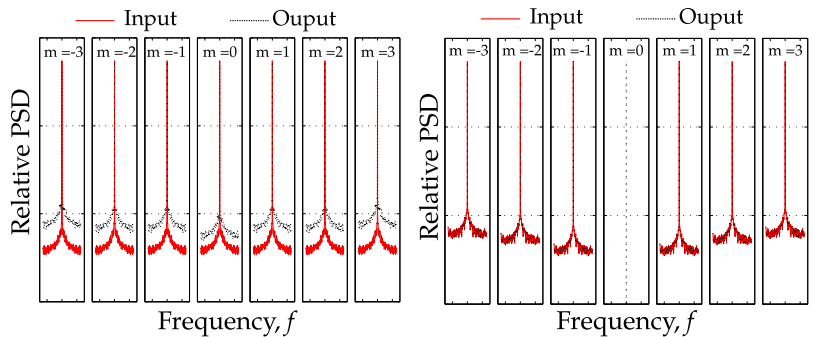 Input Ouput
m =-3 m =-2 m =-1 m =0 m =1 m =2 m =3
Relative PSD
Frequency, f
Input Ouput
m =-3 m =-2 m =-1 m =0 m =1 m =2 m =3
Relative PSD
Frequency, f